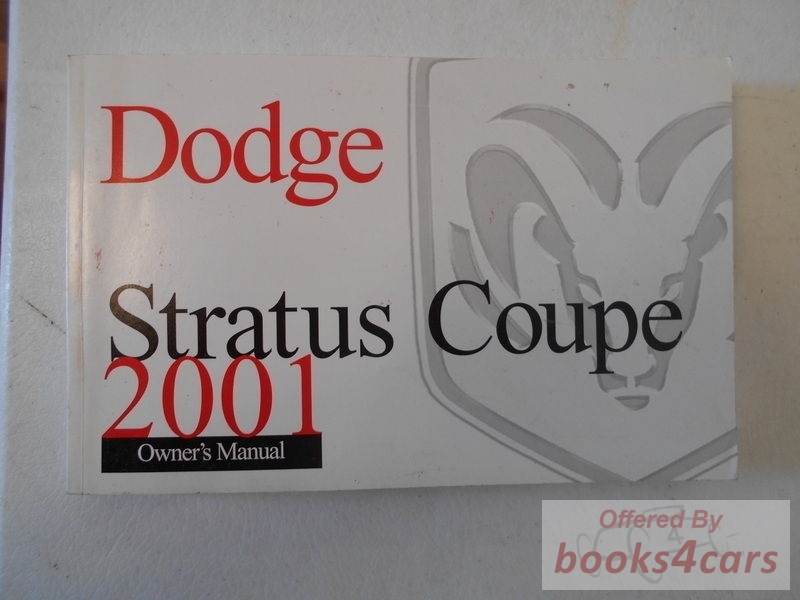 Dodge
Stratus Coupe
2001
Owner's Manual
Offered By
books4cars